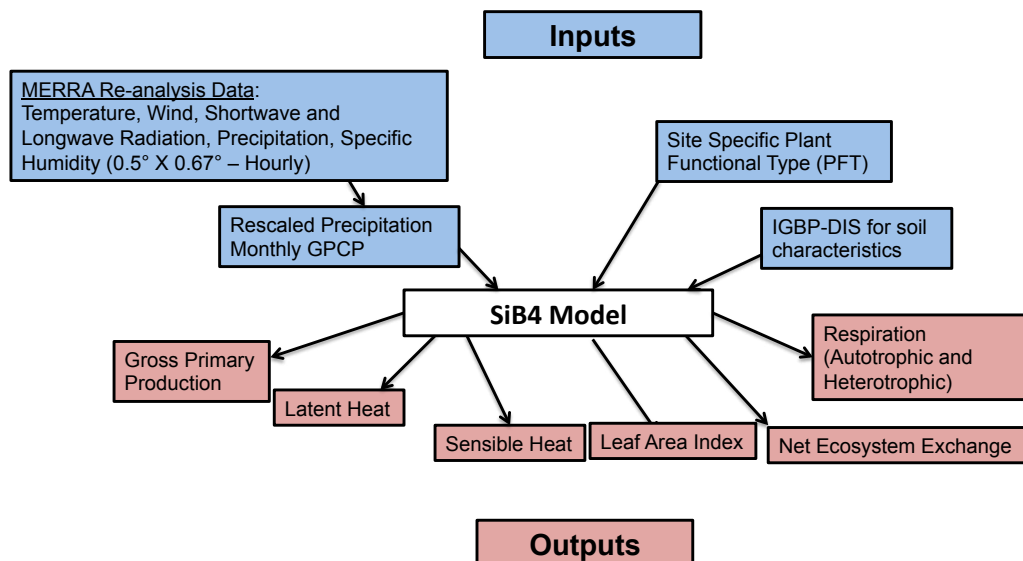 Inputs
MERRA Re-analysis Data:
Temperature, Wind, Shortwave and
Longwave Radiation, Precipitation, Specific
Humidity (0.5° X 0.67° – Hourly)
Site Specific Plant
Functional Type (PFT)
Rescaled Precipitation
Monthly GPCP
IGBP-DIS for soil
characteristics
SiB4 Model
Gross Primary
Production
Latent Heat
Sensible Heat
Leaf Area Index
Net Ecosystem Exchange
Respiration
(Autotrophic and
Heterotrophic)
Outputs